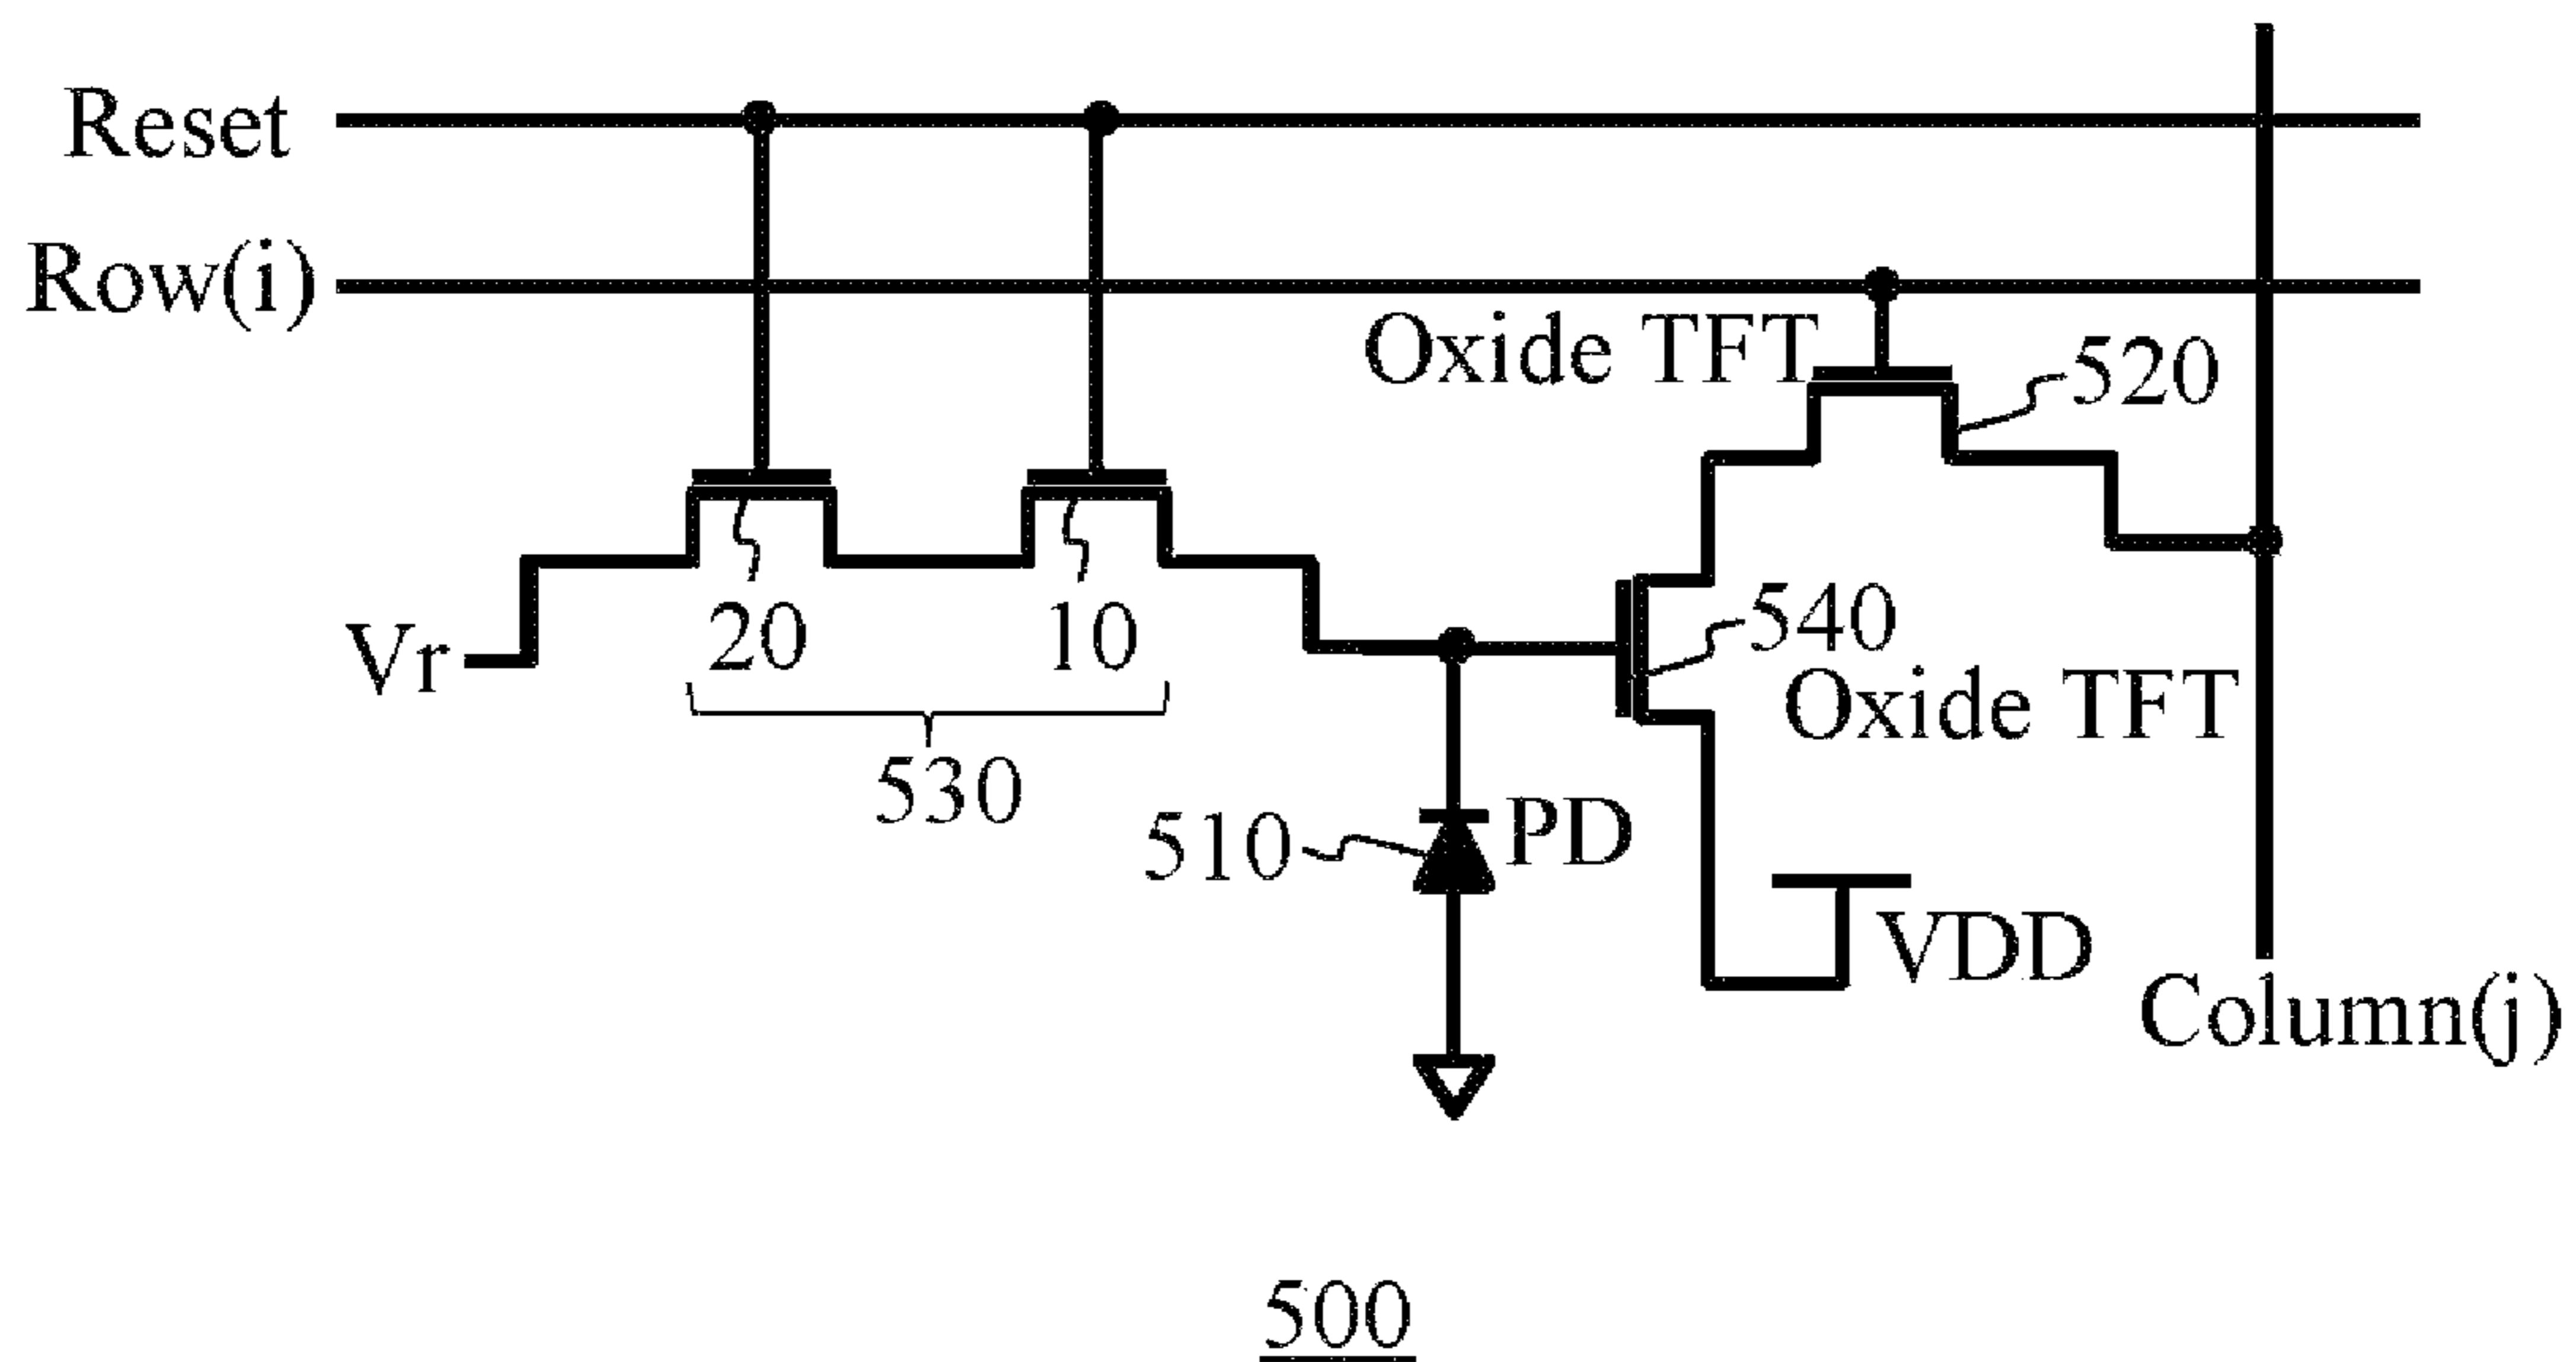 Reset
Row(i)
Oxide TFT
520
20
10
Vr
540
Oxide TFT
530
510
PD
VDD
Column(j)
500